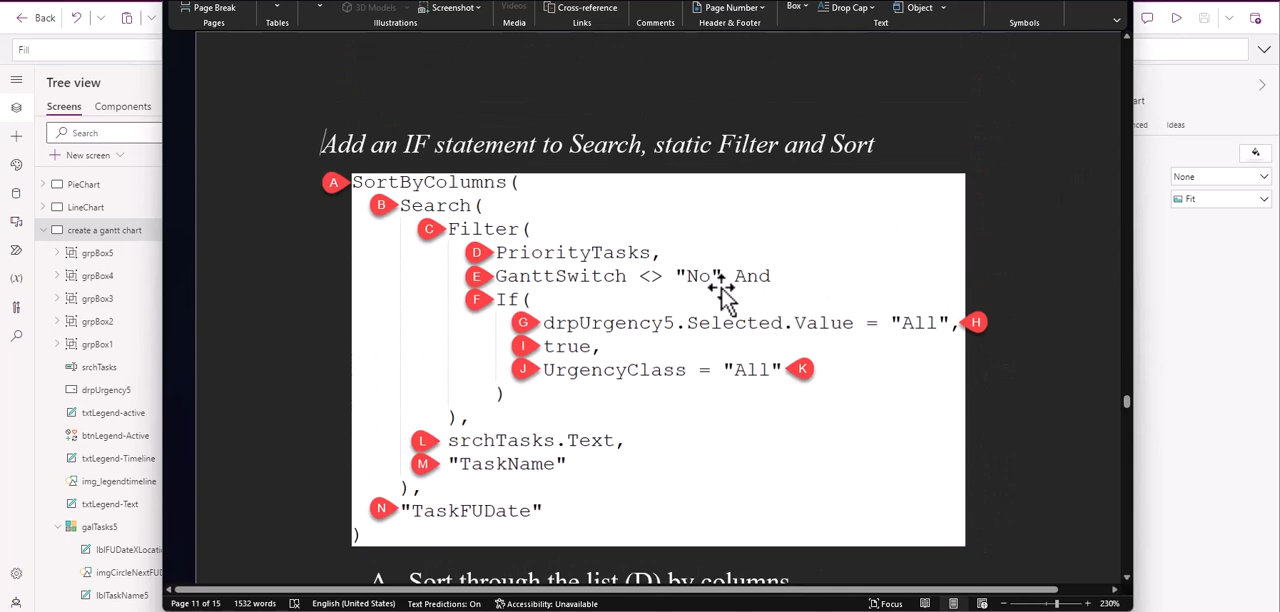 Back
Page Break
3D Models
Screenshot
Videos
Cross-reference
Page Number
Box
Drop Cap
Object
Pages
Tables
Illustrations
Media
Links
Comments
Header & Footer
Text
Symbols
Fill
Tree view
Screens
Components
Search
New screen
PieChart
LineChart
create a gantt chart
grpBox5
grpBox4
grpBox3
grpBox2
grpBox1
srchTasks
drpUrgency5
txtLegend-active
btnLegend-Active
txtLegend-Timeline
img_legendtimeline
txtLegend-Text
galTasks5
lblFUDateXLocati
imgCircleNextFUD
lblTaskName5
Add an IF statement to Search, static Filter and Sort
A SortByColumns(
B Search(
C Filter(
D PriorityTasks,
E GanttSwitch <> "No" And
F If(
G drpUrgency5.Selected.Value = "All", H
I true,
J UrgencyClass = "All" K
)
),
L srchTasks.Text,
M "TaskName"
),
N "TaskFUDate"
)
A. Sort through the list (D) by columns
art
anced
Ideas
None
Fit
Page 11 of 15
1532 words
English (United States)
Text Predictions: On
Accessibility: Unavailable
Focus
230%